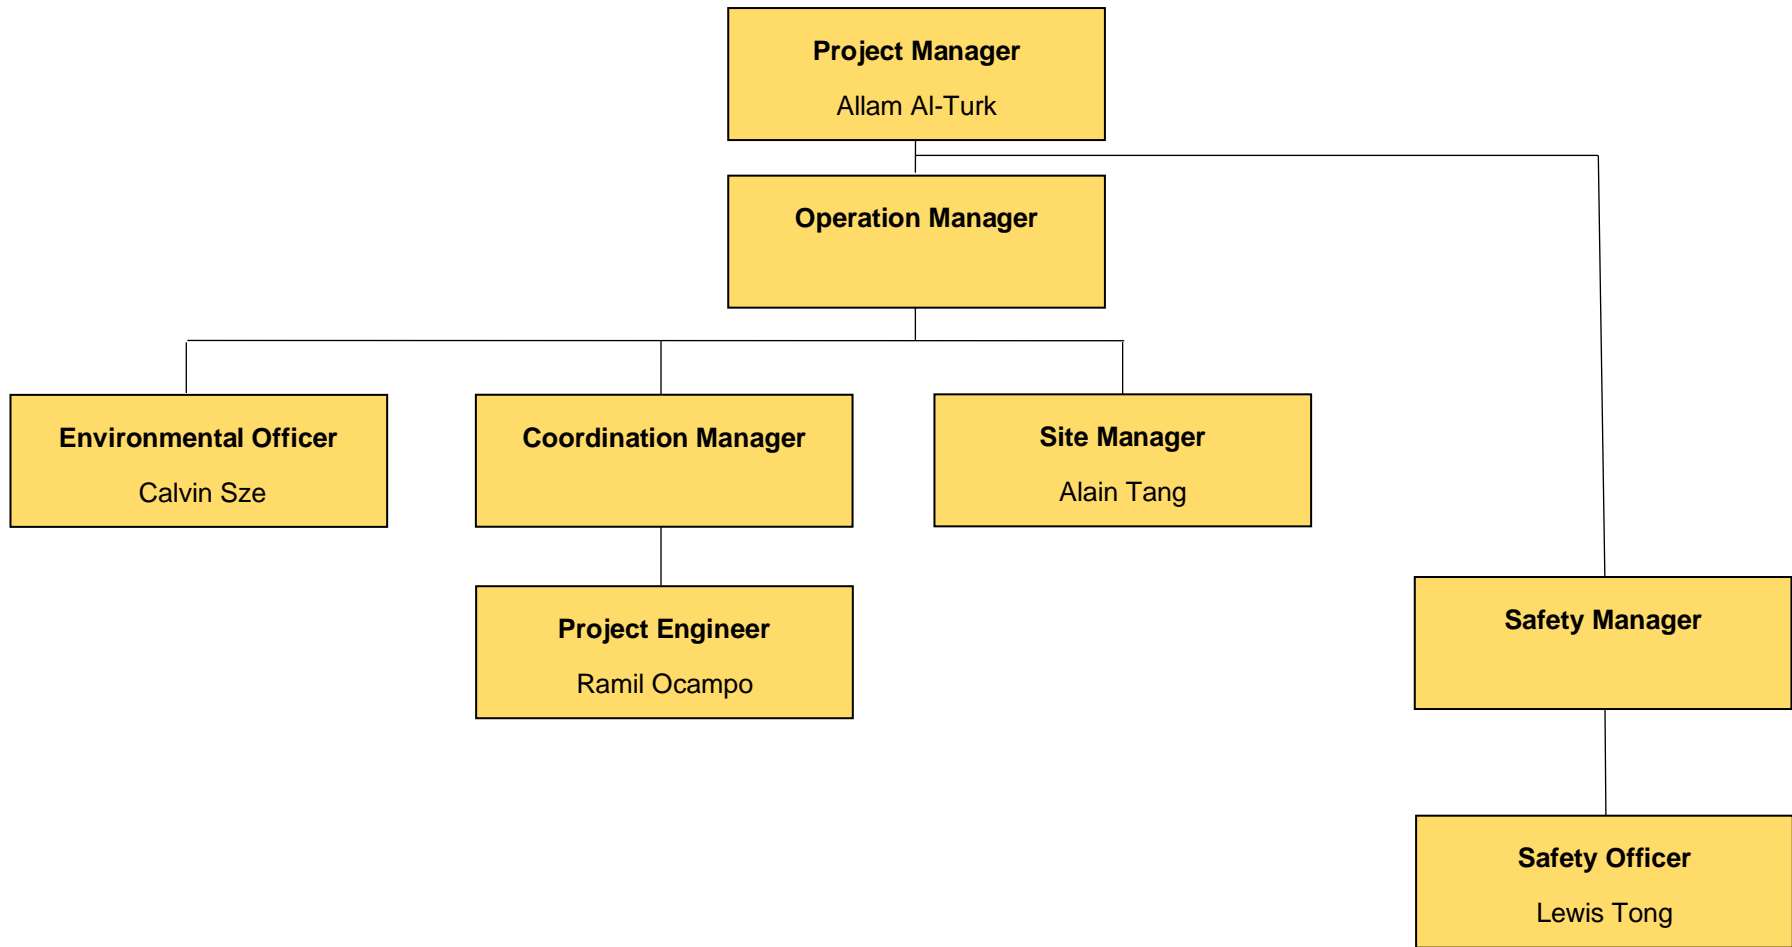 Project Manager
Allam Al-Turk
Operation Manager
Environmental Officer
Calvin Sze
Coordination Manager
Site Manager
Alain Tang
Project Engineer
Ramil Ocampo
Safety Manager
Safety Officer
Lewis Tong